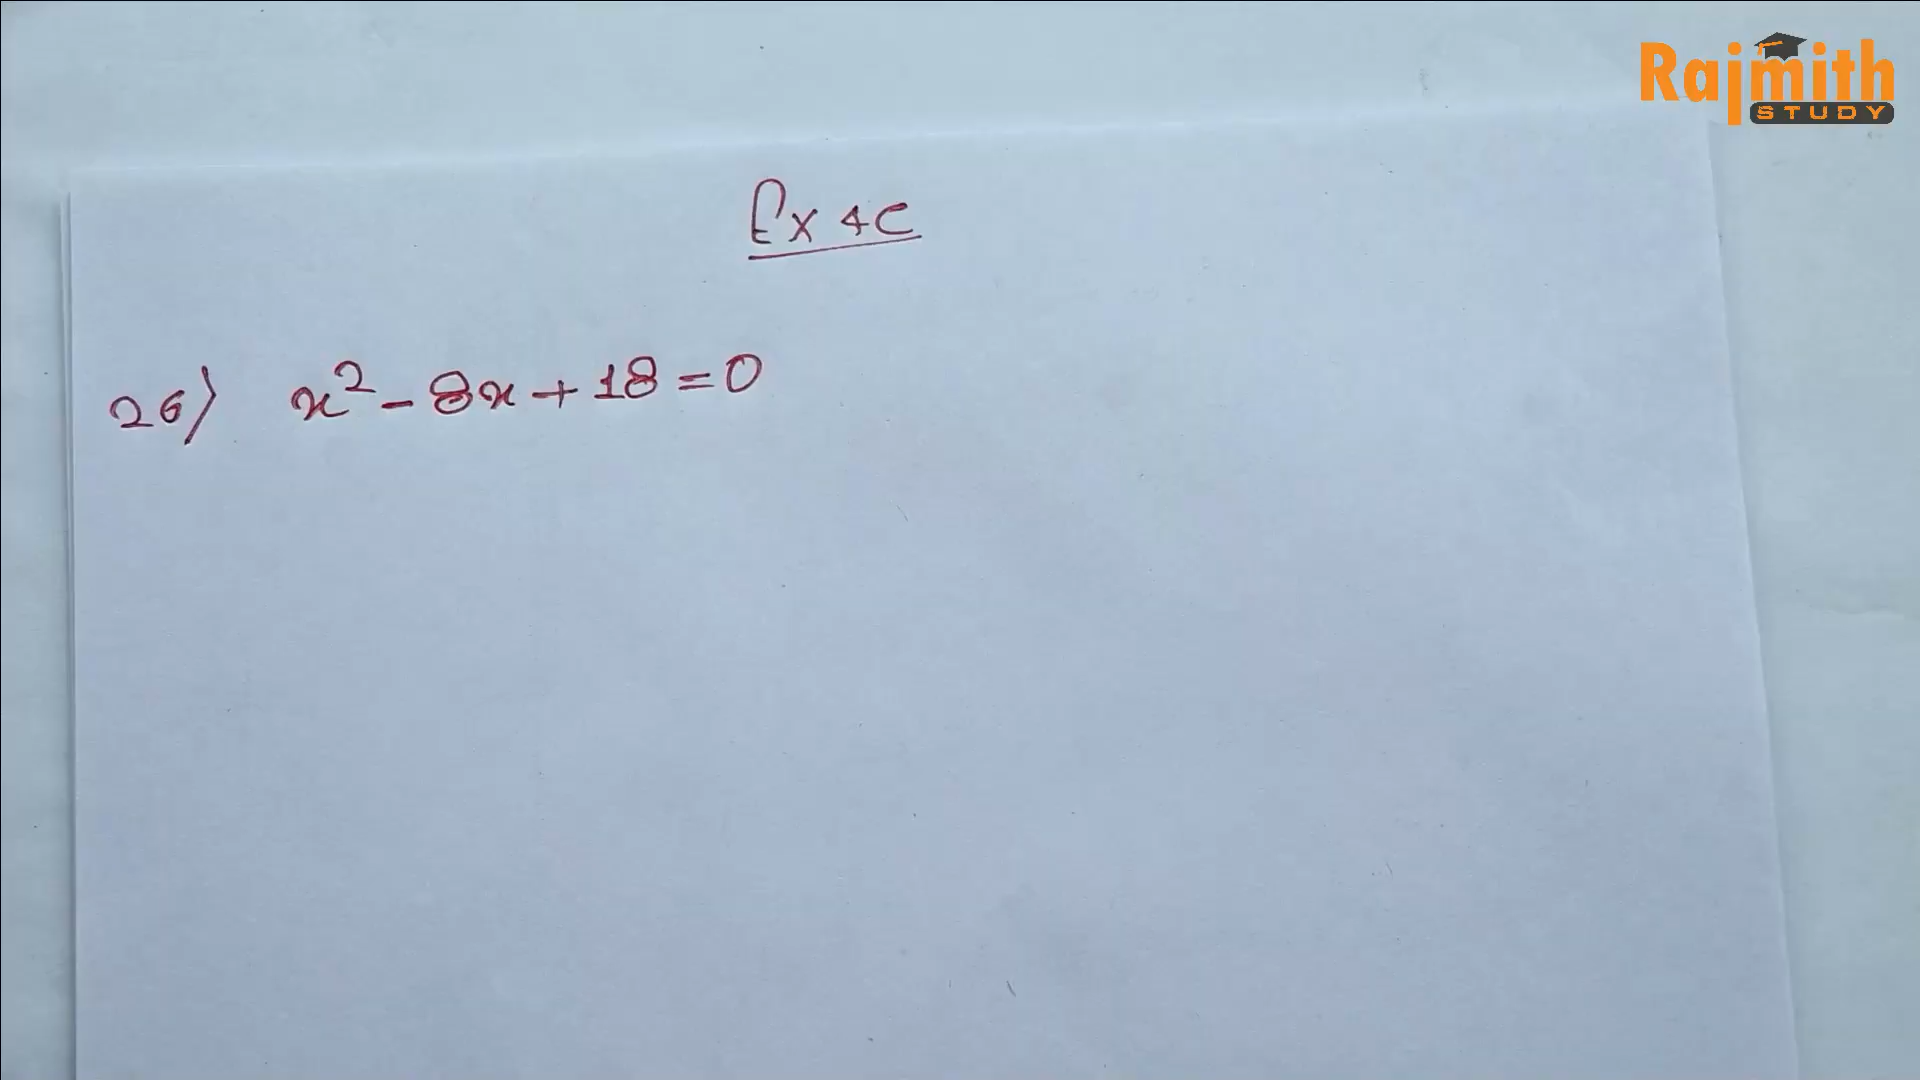 Rajmith
STUDY
Ex 4C
26) x² - 8x + 18 = 0